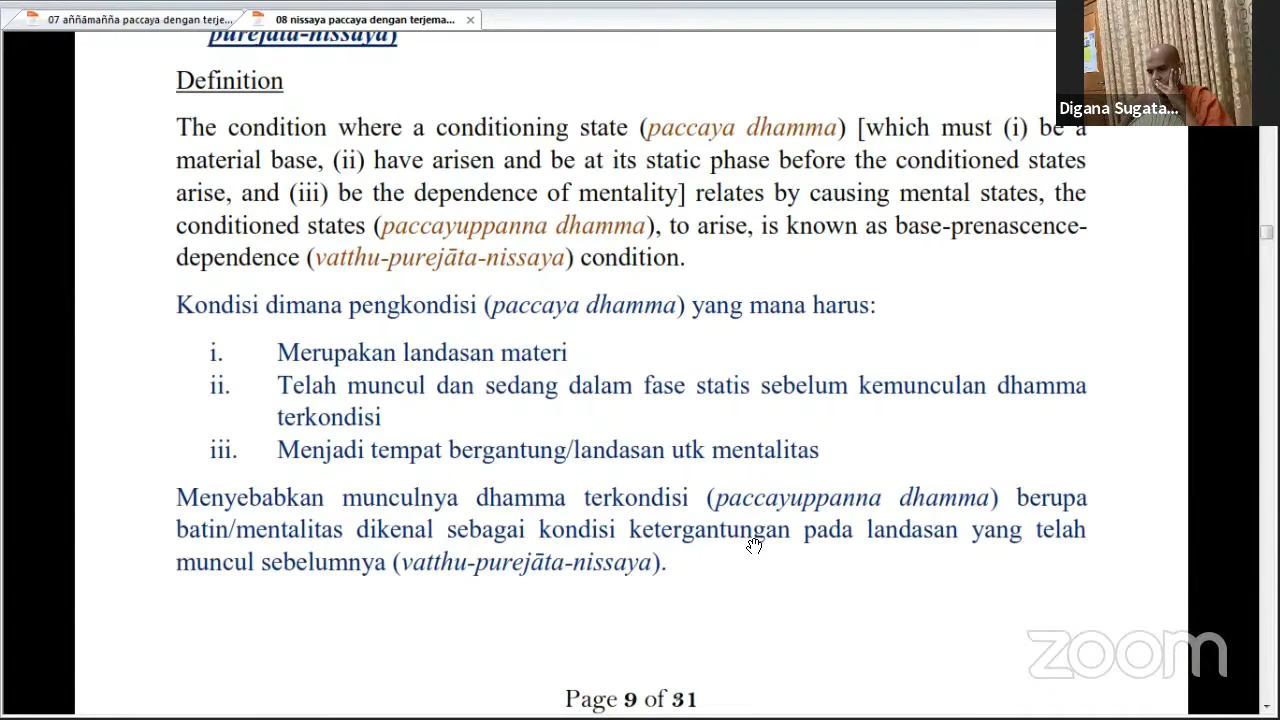 07 aññāmañña paccaya dengan terje...
08 nissaya paccaya dengan terjema...
purejāta-nissaya)
Definition
The condition where a conditioning state (paccaya dhamma) [which must (i) be a
material base, (ii) have arisen and be at its static phase before the conditioned states
arise, and (iii) be the dependence of mentality] relates by causing mental states, the
conditioned states (paccayuppanna dhamma), to arise, is known as base-prenascence-
dependence (vatthu-purejāta-nissaya) condition.
Kondisi dimana pengkondisi (paccaya dhamma) yang mana harus:
i. Merupakan landasan materi
ii. Telah muncul dan sedang dalam fase statis sebelum kemunculan dhamma
terkondisi
iii. Menjadi tempat bergantung/landasan utk mentalitas
Menyebabkan munculnya dhamma terkondisi (paccayuppanna dhamma) berupa
batin/mentalitas dikenal sebagai kondisi ketergantungan pada landasan yang telah
muncul sebelumnya (vatthu-purejāta-nissaya).
Page 9 of 31
Digana Sugata...
zoom